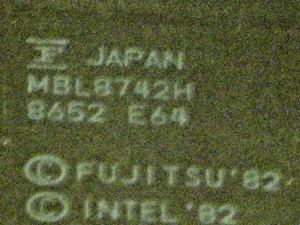 JAPAN
MBL8742H
8652 E64
© FUJITSU '82
© INTEL '82